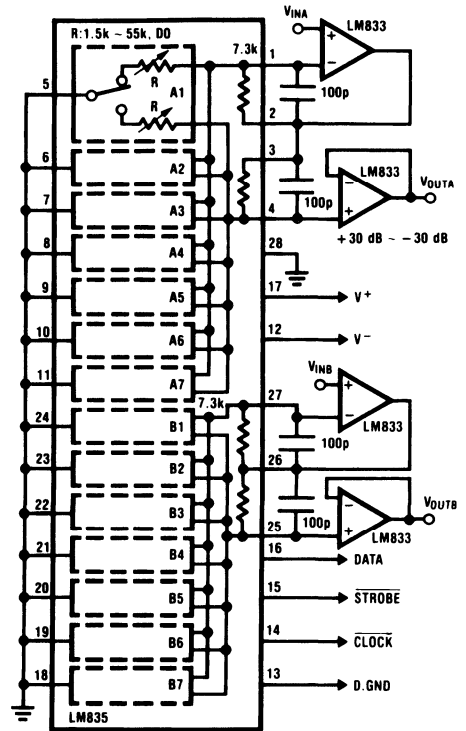 R:1.5k ~ 55k, DO
R
A1
R
A2
A3
A4
A5
A6
A7
7.3k
B1
B2
B3
B4
B5
B6
B7
LM835
5
6
7
8
9
10
11
24
23
22
21
20
19
18
7.3k
1
2
3
4
28
17
12
27
26
25
16
15
14
13
VINA
+
−
LM833
100p
100p
−
+
LM833
VOUTA
+30 dB ~ −30 dB
V+
V−
VINB
+
−
LM833
100p
100p
−
+
LM833
VOUTB
DATA
STROBE
CLOCK
D.GND